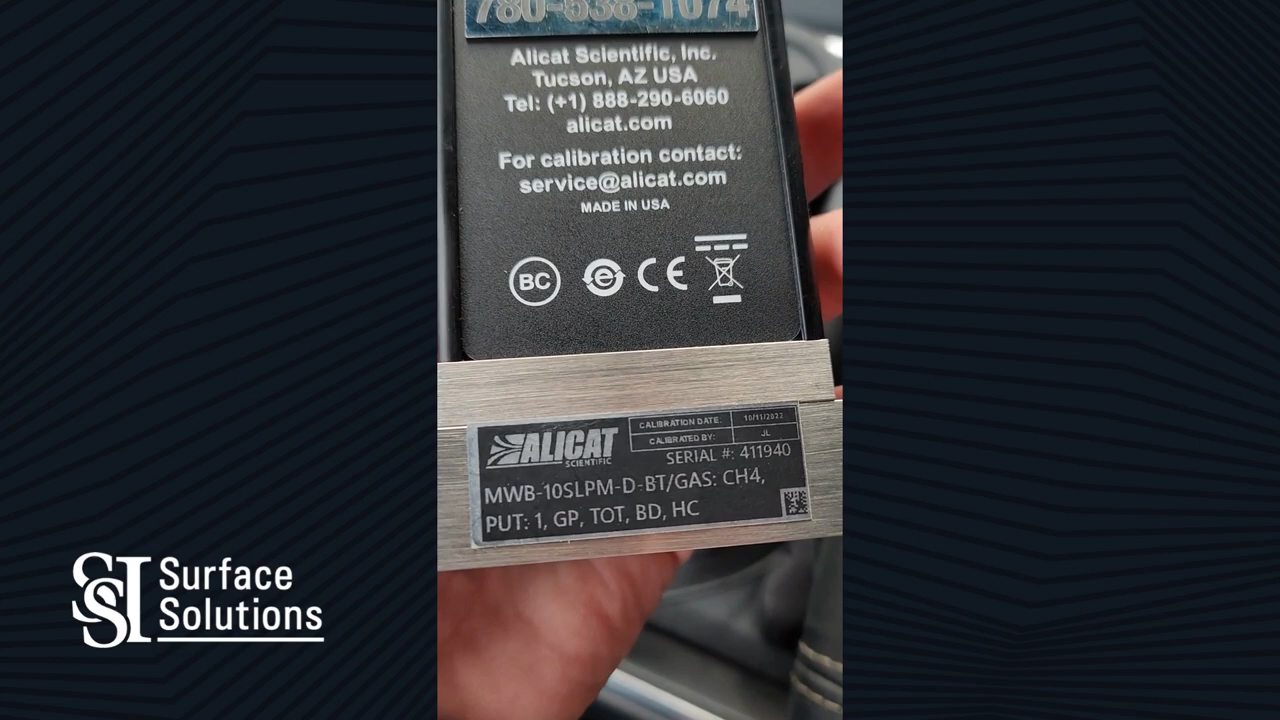 780-538-1074
Alicat Scientific, Inc.
Tucson, AZ USA
Tel: (+1) 888-290-6060
alicat.com
For calibration contact:
service@alicat.com
MADE IN USA
BC
e
CE
ALICAT
SCIENTIFIC
CALIBRATION DATE: 10/11/2022
CALIBRATED BY: JL
SERIAL #: 411940
MWB-10SLPM-D-BT/GAS: CH4,
PUT: 1, GP, TOT, BD, HC
SSI Surface
Solutions